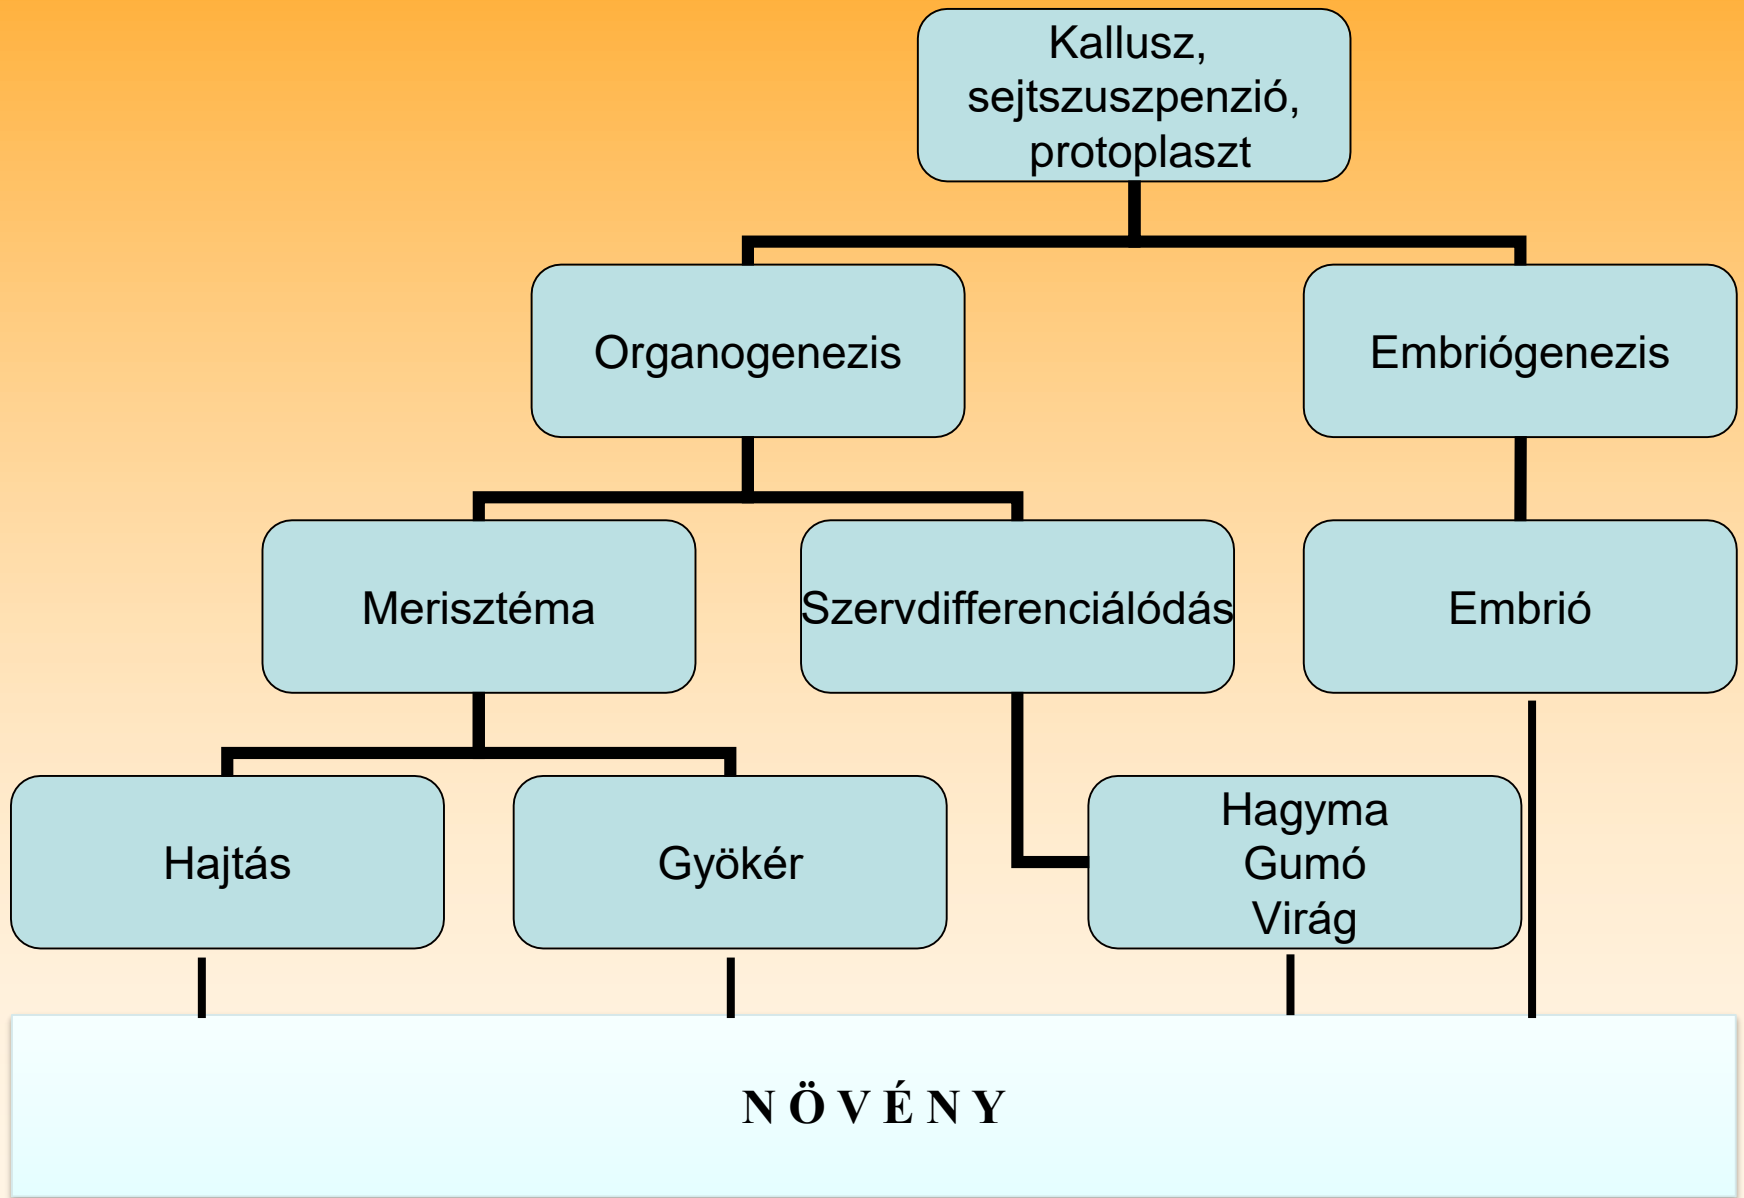 Kallusz,
sejtszuszpenzió,
protoplaszt
Organogenezis
Embriógenezis
Merisztéma
Szervdifferenciálódás
Embrió
Hajtás
Gyökér
Hagyma
Gumó
Virág
N Ö V É N Y